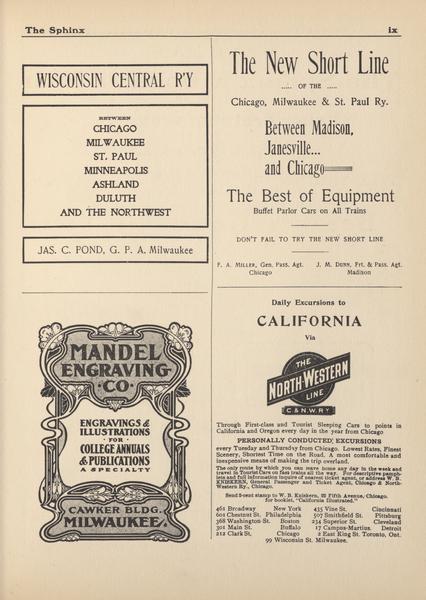 The Sphinx
ix
WISCONSIN CENTRAL R'Y
BETWEEN
CHICAGO
MILWAUKEE
ST. PAUL
MINNEAPOLIS
ASHLAND
DULUTH
AND THE NORTHWEST
JAS. C. POND, G. P. A. Milwaukee
The New Short Line
..... OF THE .....
Chicago, Milwaukee & St. Paul Ry.
Between Madison,
Janesville...
and Chicago
The Best of Equipment
Buffet Parlor Cars on All Trains
DON'T FAIL TO TRY THE NEW SHORT LINE
F. A. MILLER, Gen. Pass. Agt.
Chicago
J. M. DUNN, Frt. & Pass. Agt.
Madison
MANDEL
ENGRAVING
·CO·
ENGRAVINGS &
ILLUSTRATIONS
· FOR ·
COLLEGE ANNUALS
& PUBLICATIONS
A SPECIALTY
CAWKER BLDG.
MILWAUKEE.
Daily Excursions to
CALIFORNIA
Via
THE
NORTH-WESTERN
LINE
C & N.W.RY
Through First-class and Tourist Sleeping Cars to points in
California and Oregon every day in the year from Chicago
PERSONALLY CONDUCTED EXCURSIONS
every Tuesday and Thursday from Chicago. Lowest Rates, Finest
Scenery, Shortest Time on the Road. A most comfortable and
inexpensive means of making the trip overland.
The only route by which you can leave home any day in the week and
travel in Tourist Cars on fast trains all the way. For descriptive pamph-
lets and full information inquire of nearest ticket agent, or address W. B.
KNISKERN, General Passenger and Ticket Agent, Chicago & North-
Western Ry., Chicago.
Send 5-cent stamp to W. B. Kniskern, 22 Fifth Avenue, Chicago,
for booklet, "California Illustrated."
461 Broadway New York 435 Vine St. Cincinnati
601 Chestnut St. Philadelphia 507 Smithfield St. Pittsburg
368 Washington St. Boston 234 Superior St. Cleveland
301 Main St. Buffalo 17 Campus-Martius, Detroit
212 Clark St. Chicago 2 East King St. Toronto, Ont.
99 Wisconsin St. Milwaukee.